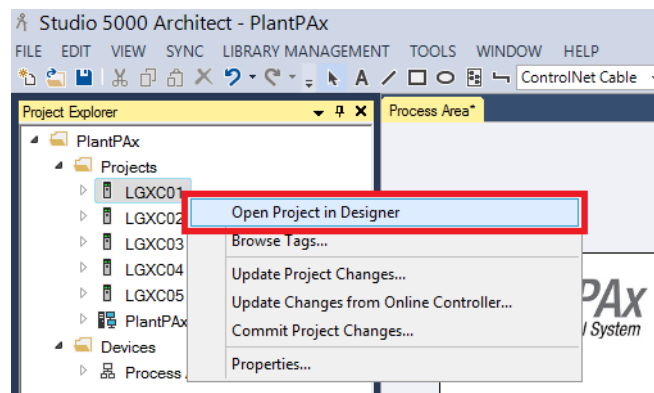 Studio 5000 Architect - PlantPAx
FILE EDIT VIEW SYNC LIBRARY MANAGEMENT TOOLS WINDOW HELP
A ControlNet Cable
Project Explorer
Process Area*
PlantPAx
Projects
LGXC01
LGXC02
LGXC03
LGXC04
LGXC05
PlantPAx
Devices
Process
Open Project in Designer
Browse Tags...
Update Project Changes...
Update Changes from Online Controller...
Commit Project Changes...
Properties...
PAx
System